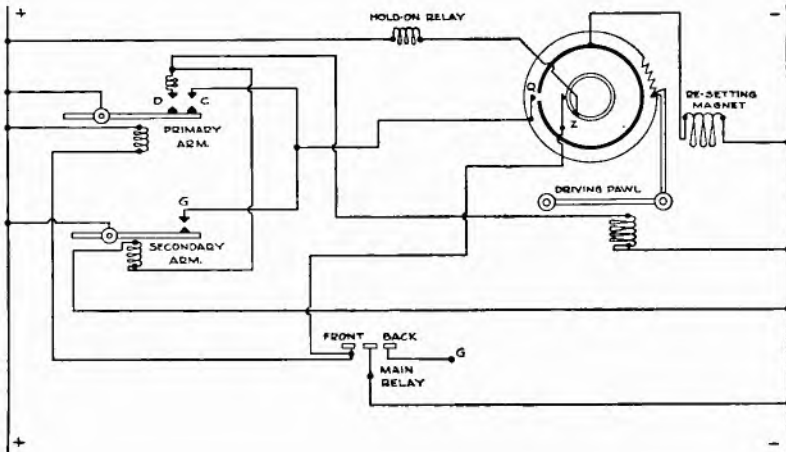 +
-
HOLD-ON RELAY
D
C
D
RE-SETTING
MAGNET
PRIMARY
ARM.
Z
DRIVING PAWL
G
SECONDARY
ARM.
FRONT
BACK
G
MAIN
RELAY
+
-